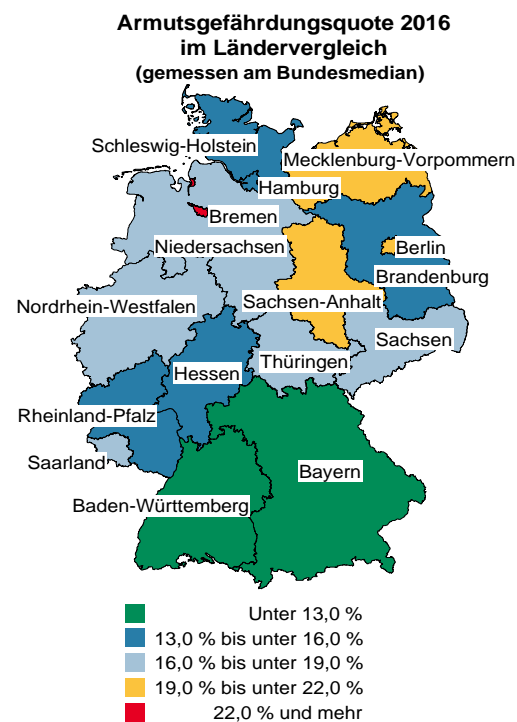 Armutsgefährdungsquote 2016
im Ländervergleich
(gemessen am Bundesmedian)
Schleswig-Holstein
Mecklenburg-Vorpommern
Hamburg
Bremen
Niedersachsen
Berlin
Brandenburg
Nordrhein-Westfalen
Sachsen-Anhalt
Sachsen
Thüringen
Hessen
Rheinland-Pfalz
Saarland
Bayern
Baden-Württemberg
Unter 13,0 %
13,0 % bis unter 16,0 %
16,0 % bis unter 19,0 %
19,0 % bis unter 22,0 %
22,0 % und mehr